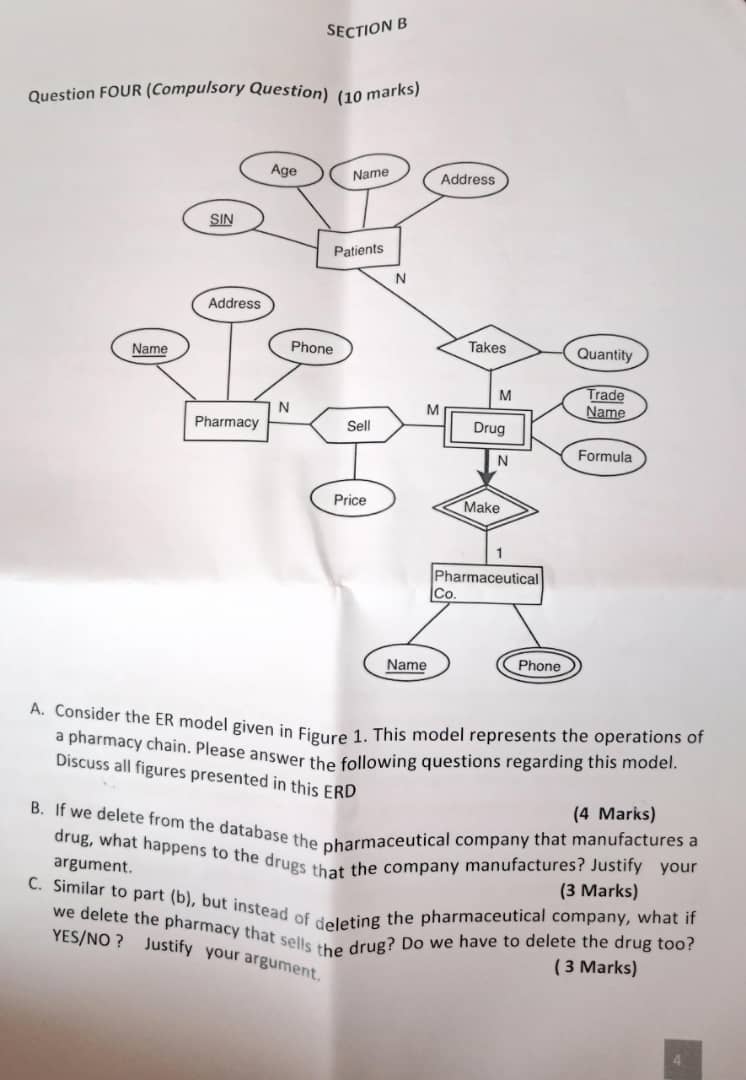 SECTION B
Question FOUR (Compulsory Question) (10 marks)
Age
Name
Address
SIN
Patients
N
Address
Name
Phone
Takes
Quantity
M
Trade
Name
N
M
Pharmacy
Sell
Drug
Formula
N
Price
Make
1
Pharmaceutical
Co.
Name
Phone
A. Consider the ER model given in Figure 1. This model represents the operations of
a pharmacy chain. Please answer the following questions regarding this model.
Discuss all figures presented in this ERD
(4 Marks)
B. If we delete from the database the pharmaceutical company that manufactures a
drug, what happens to the drugs that the company manufactures? Justify your
argument.
(3 Marks)
C. Similar to part (b), but instead of deleting the pharmaceutical company, what if
we delete the pharmacy that sells the drug? Do we have to delete the drug too?
YES/NO ? Justify your argument.
( 3 Marks)
4